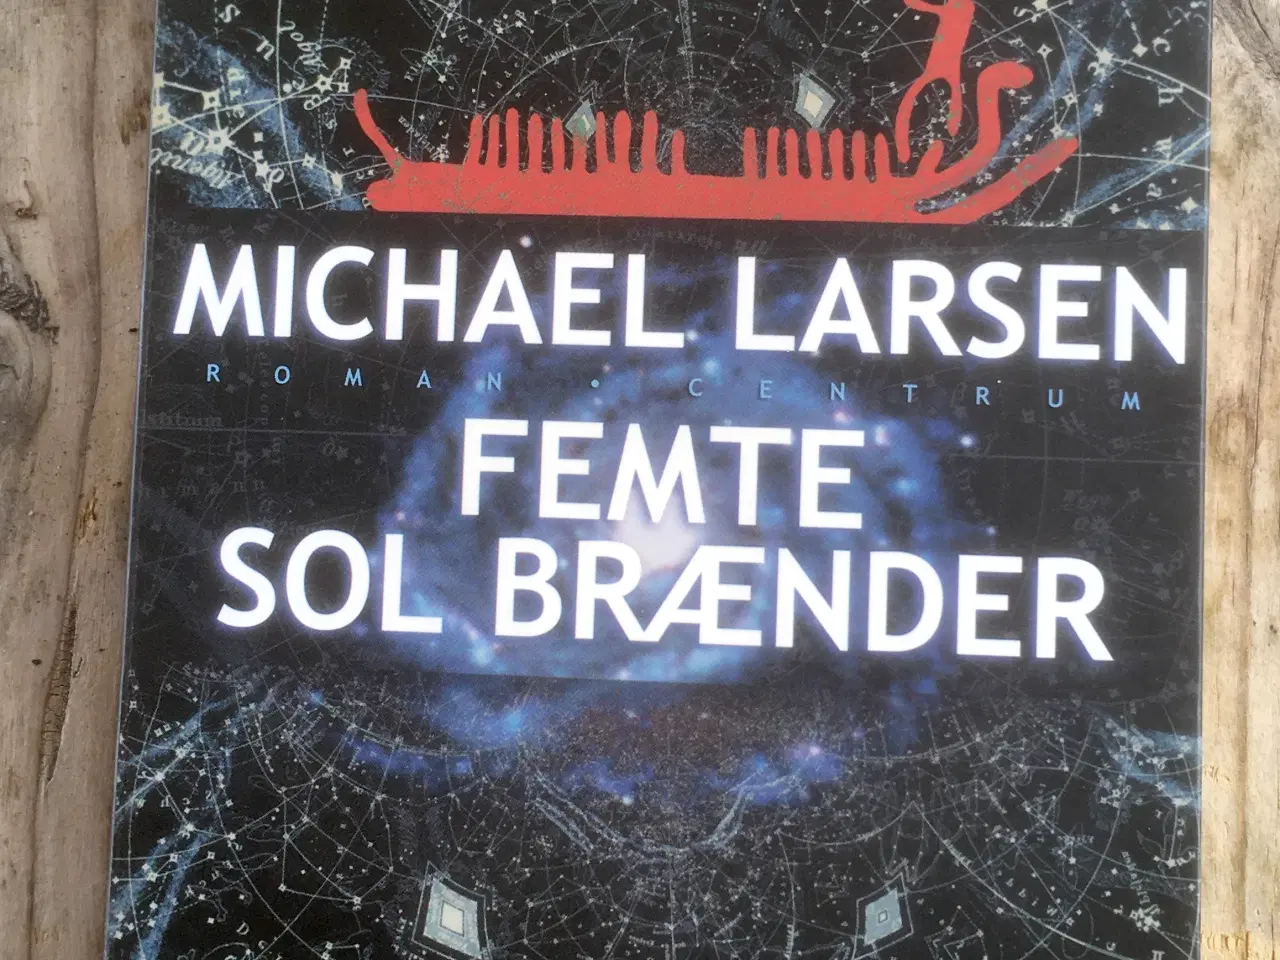 MICHAEL LARSEN
ROMAN • CENTRUM
FEMTE
SOL BRÆNDER